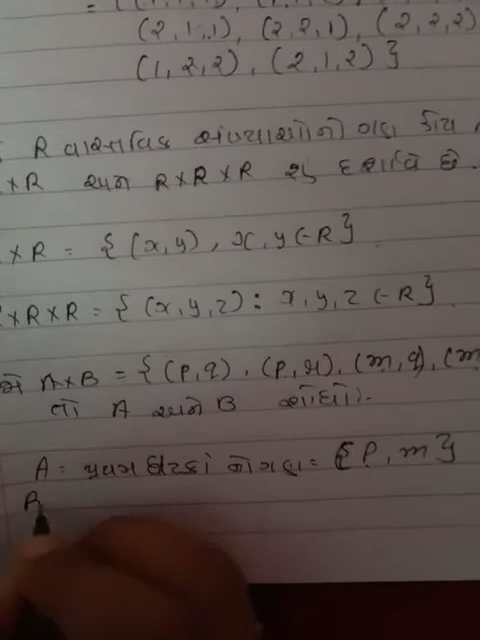 (2,1,1), (2,2,1), (2,2,2)
(1,2,2), (2,1,2)}
R વાસ્તવિક સંખ્યાઓનો ગણ હોય,
×R અને R×R×R શું દર્શાવે છે.
×R = {(x,y), x,y ∈ R}
×R×R = {(x,y,z): x,y,z ∈ R}
A×B = {(P,q), (P,r), (m,q), (m
તો A અને B શોધો:-
A = પ્રથમ ઘટકો નો ગણ = {P, m}
B